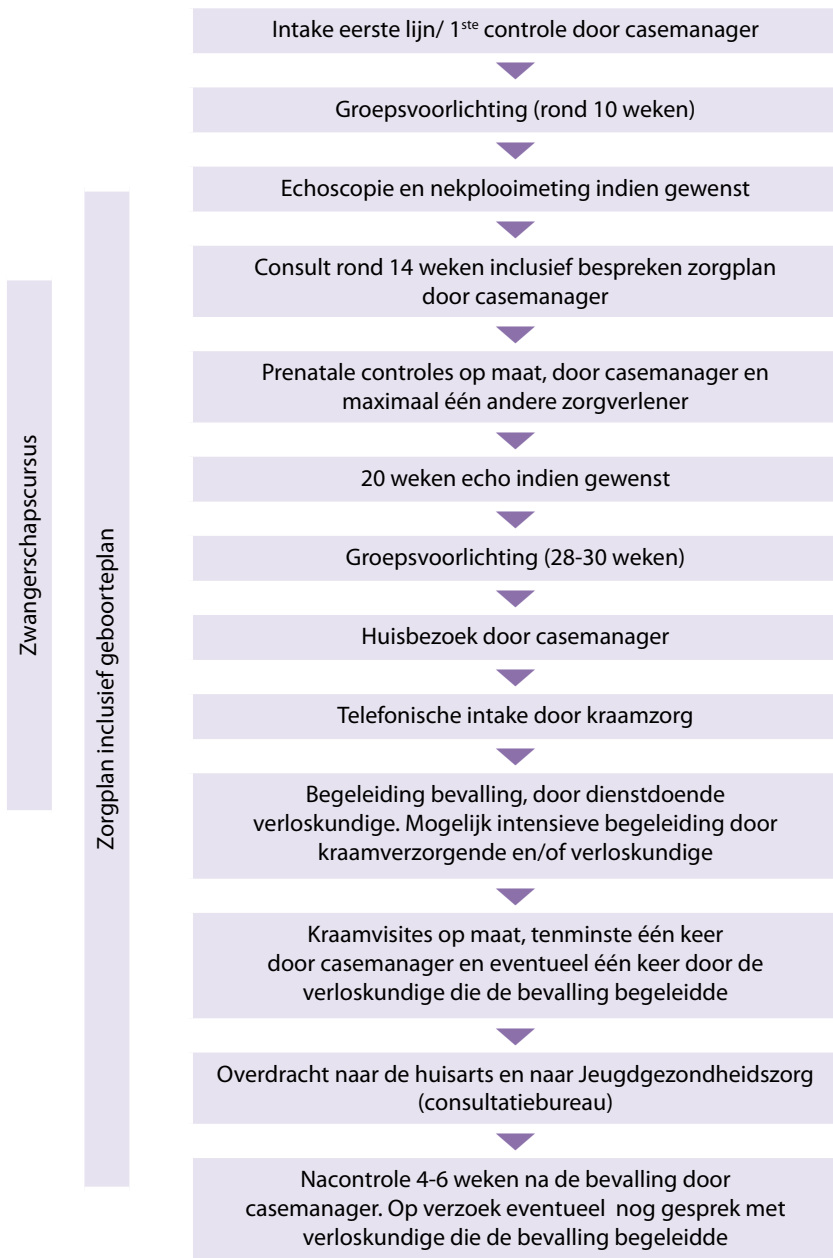 Intake eerste lijn/ 1ste controle door casemanager
Groepsvoorlichting (rond 10 weken)
Echoscopie en nekplooimeting indien gewenst
Consult rond 14 weken inclusief bespreken zorgplan
door casemanager
Prenatale controles op maat, door casemanager en
maximaal één andere zorgverlener
20 weken echo indien gewenst
Groepsvoorlichting (28-30 weken)
Huisbezoek door casemanager
Telefonische intake door kraamzorg
Begeleiding bevalling, door dienstdoende
verloskundige. Mogelijk intensieve begeleiding door
kraamverzorgende en/of verloskundige
Kraamvisites op maat, tenminste één keer
door casemanager en eventueel één keer door de
verloskundige die de bevalling begeleidde
Overdracht naar de huisarts en naar Jeugdgezondheidszorg
(consultatiebureau)
Nacontrole 4-6 weken na de bevalling door
casemanager. Op verzoek eventueel nog gesprek met
verloskundige die de bevalling begeleidde
Zwangerschapscursus
Zorgplan inclusief geboorteplan